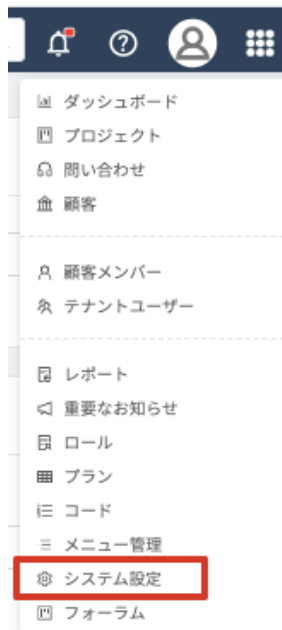 ダッシュボード
プロジェクト
問い合わせ
顧客
顧客メンバー
テナントユーザー
レポート
重要なお知らせ
ロール
プラン
コード
メニュー管理
システム設定
フォーラム